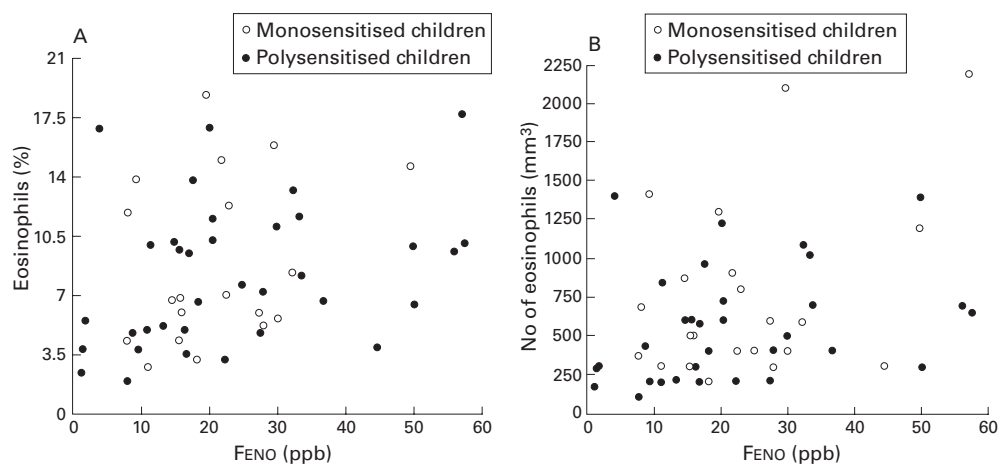 A
Monosensitised children
Polysensitised children
21
17.5
14
10.5
7
3.5
0
Eosinophils (%)
0 10 20 30 40 50 60
FENO (ppb)
B
Monosensitised children
Polysensitised children
2250
2000
1750
1500
1250
1000
750
500
250
0
No of eosinophils (mm³)
0 10 20 30 40 50 60
FENO (ppb)